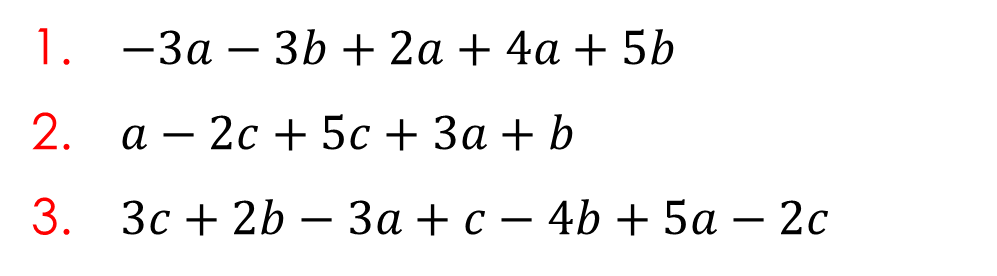 1. −3a − 3b + 2a + 4a + 5b
2. a − 2c + 5c + 3a + b
3. 3c + 2b − 3a + c − 4b + 5a − 2c